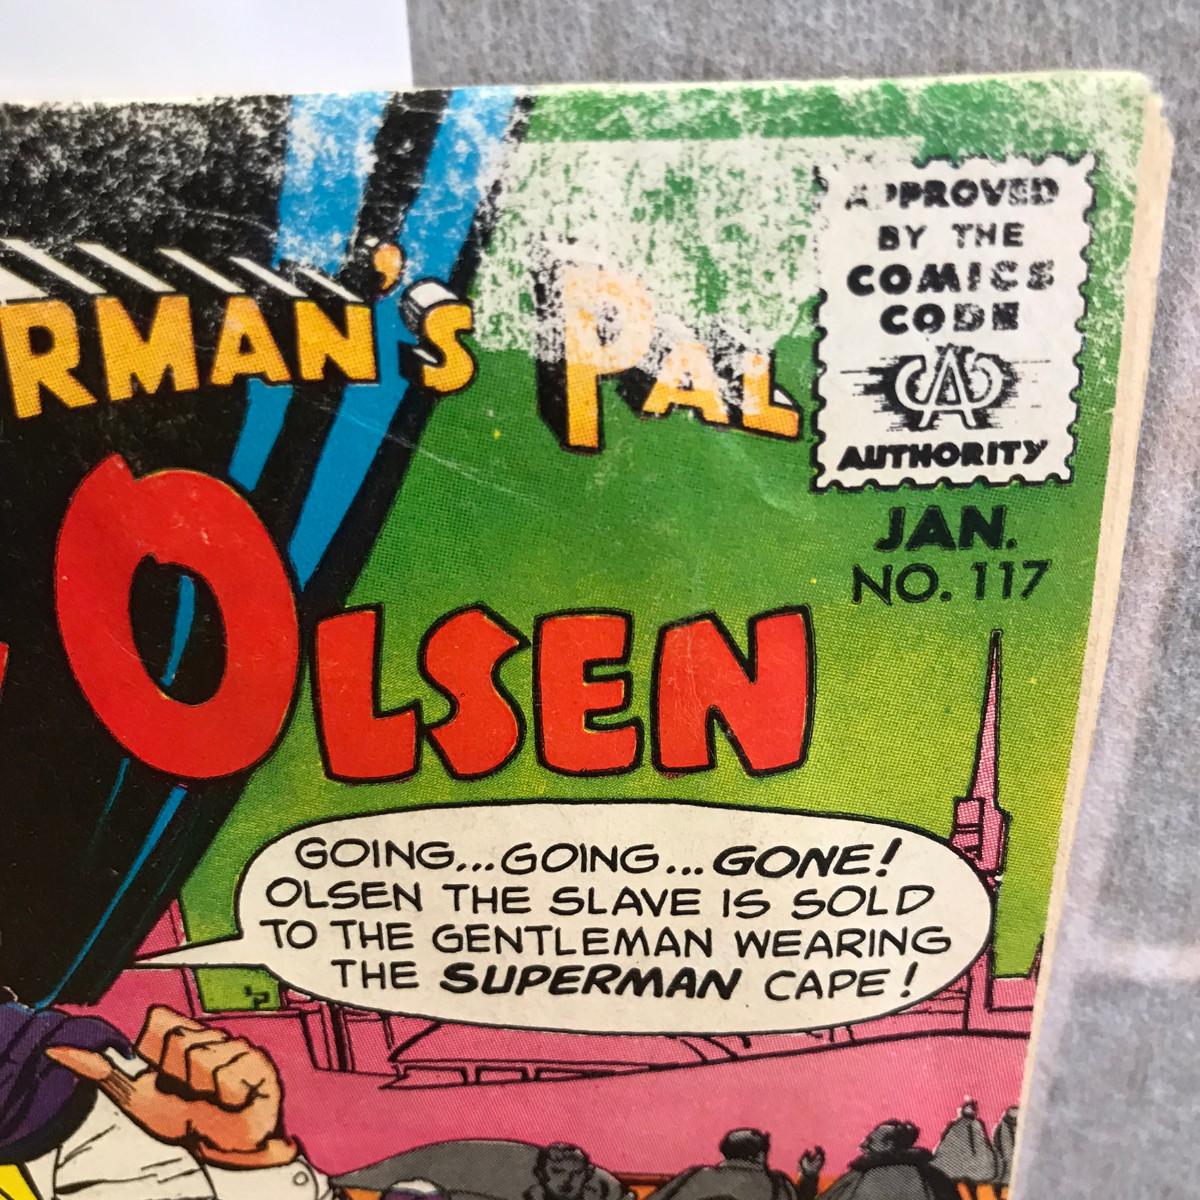 RMAN'S PAL
OLSEN
APPROVED
BY THE
COMICS
CODE
AUTHORITY
JAN.
NO. 117
GOING...GOING...GONE!
OLSEN THE SLAVE IS SOLD
TO THE GENTLEMAN WEARING
THE SUPERMAN CAPE!